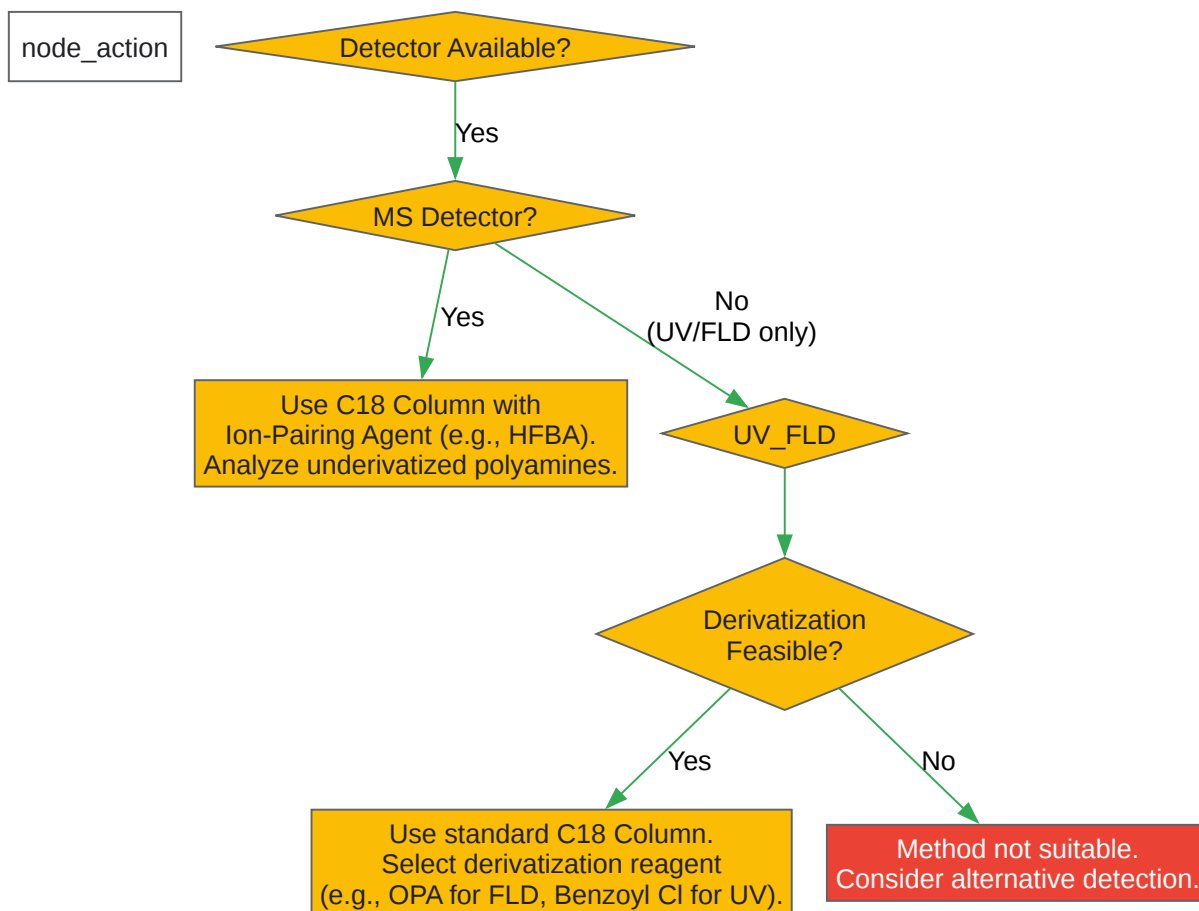 node_action
Detector Available?
Yes
MS Detector?
Yes
No
(UV/FLD only)
Use C18 Column with
Ion-Pairing Agent (e.g., HFBA).
Analyze underivatized polyamines.
UV_FLD
Derivatization
Feasible?
Yes
No
Use standard C18 Column.
Select derivatization reagent
(e.g., OPA for FLD, Benzoyl Cl for UV).
Method not suitable.
Consider alternative detection.